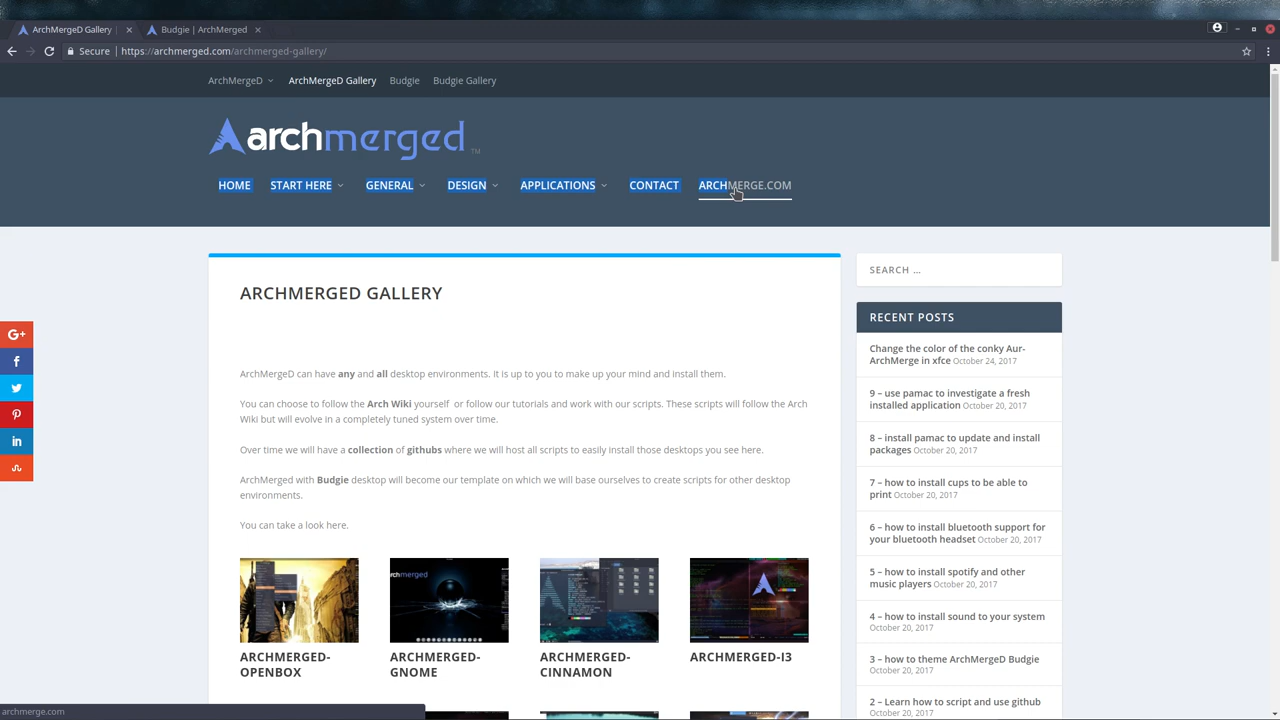 ArchMergeD Gallery
Budgie | ArchMerged
Secure
https://archmerged.com/archmerged-gallery/
ArchMergeD
ArchMergeD Gallery
Budgie
Budgie Gallery
archmerged TM
HOME
START HERE
GENERAL
DESIGN
APPLICATIONS
CONTACT
ARCHMERGE.COM
ARCHMERGED GALLERY
ArchMergeD can have any and all desktop environments. It is up to you to make up your mind and install them.
You can choose to follow the Arch Wiki yourself or follow our tutorials and work with our scripts. These scripts will follow the Arch
Wiki but will evolve in a completely tuned system over time.
Over time we will have a collection of githubs where we will host all scripts to easily install those desktops you see here.
ArchMerged with Budgie desktop will become our template on which we will base ourselves to create scripts for other desktop
environments.
You can take a look here.
archmerged
ARCHMERGED-
OPENBOX
ARCHMERGED-
GNOME
ARCHMERGED-
CINNAMON
ARCHMERGED-I3
SEARCH …
RECENT POSTS
Change the color of the conky Aur-
ArchMerge in xfce October 24, 2017
9 – use pamac to investigate a fresh
installed application October 20, 2017
8 – install pamac to update and install
packages October 20, 2017
7 – how to install cups to be able to
print October 20, 2017
6 – how to install bluetooth support for
your bluetooth headset October 20, 2017
5 – how to install spotify and other
music players October 20, 2017
4 – how to install sound to your system
October 20, 2017
3 – how to theme ArchMergeD Budgie
October 20, 2017
2 – Learn how to script and use github
October 20, 2017
G+
f
in
archmerge.com